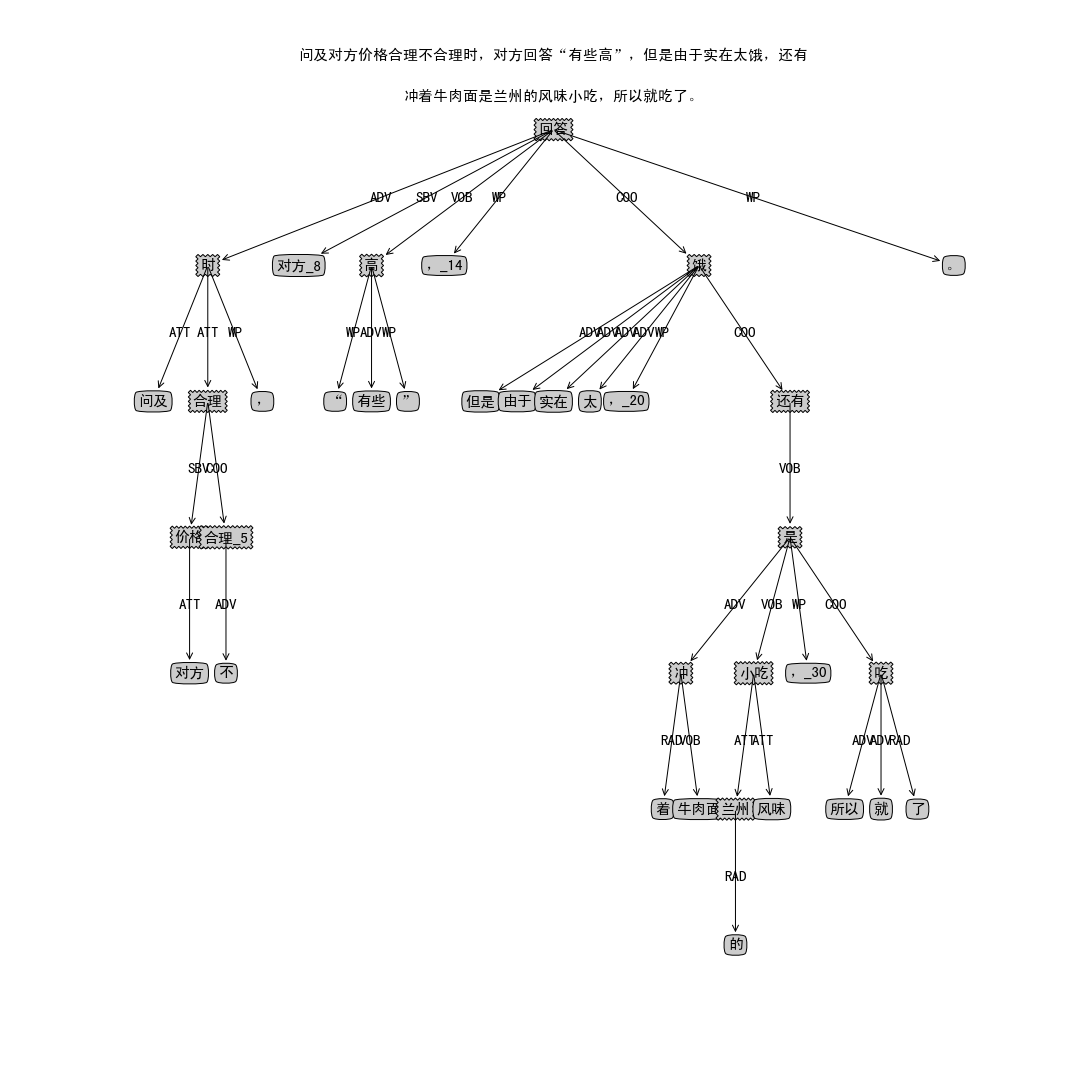 问及对方价格合理不合理时，对方回答“有些高”，但是由于实在太饿，还有
冲着牛肉面是兰州的风味小吃，所以就吃了。
回答
ADV SBV VOB WP COO WP
时 对方_8 高 ，_14 饿 。
ATT ATT WP WP ADV WP ADV ADV ADV ADV WP COO
问及 合理 ， “ 有些 ” 但是 由于 实在 太 ，_20 还有
SBV COO VOB
价格 合理_5 是
ATT ADV ADV VOB WP COO
对方 不 冲 小吃 ，_30 吃
RAD VOB ATT ATT ADV ADV RAD
着 牛肉面 兰州 风味 所以 就 了
RAD
的